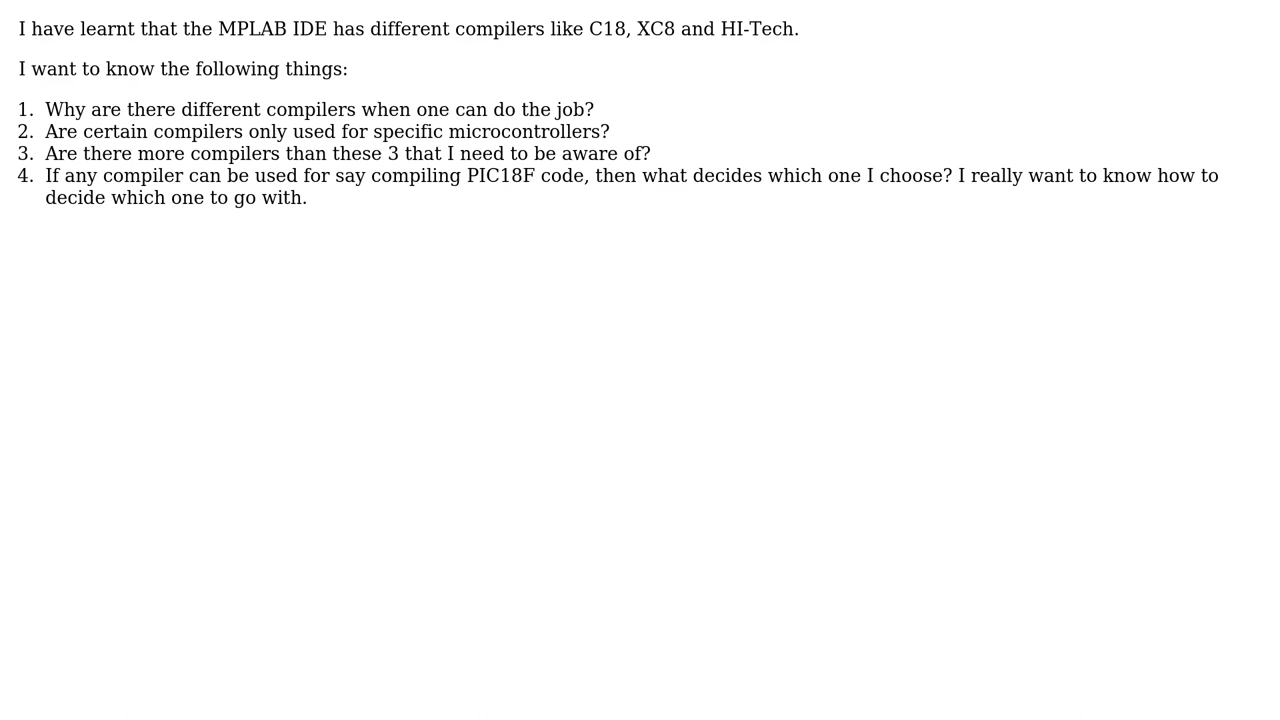 I have learnt that the MPLAB IDE has different compilers like C18, XC8 and HI-Tech.
I want to know the following things:
1. Why are there different compilers when one can do the job?
2. Are certain compilers only used for specific microcontrollers?
3. Are there more compilers than these 3 that I need to be aware of?
4. If any compiler can be used for say compiling PIC18F code, then what decides which one I choose? I really want to know how to
decide which one to go with.